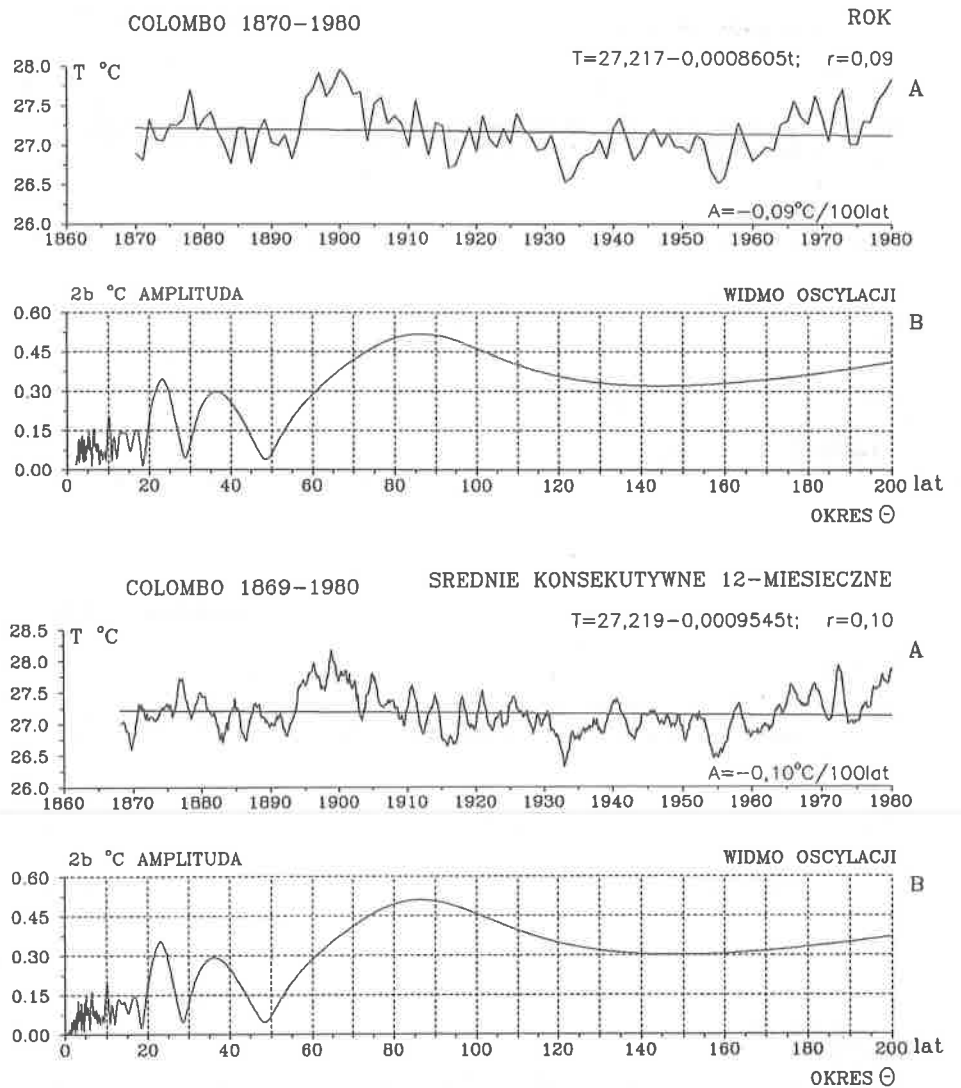 COLOMBO 1870-1980
ROK
T=27,217-0,0008605t; r=0,09
T °C
A
28.0
27.5
27.0
26.5
26.0
A=-0,09°C/100lat
1860 1870 1880 1890 1900 1910 1920 1930 1940 1950 1960 1970 1980
2b °C AMPLITUDA
WIDMO OSCYLACJI
B
0.60
0.45
0.30
0.15
0.00
0 20 40 60 80 100 120 140 160 180 200 lat
OKRES Θ
COLOMBO 1869-1980
SREDNIE KONSEKUTYWNE 12-MIESIECZNE
T=27,219-0,0009545t; r=0,10
T °C
A
28.5
28.0
27.5
27.0
26.5
26.0
A=-0,10°C/100lat
1860 1870 1880 1890 1900 1910 1920 1930 1940 1950 1960 1970 1980
2b °C AMPLITUDA
WIDMO OSCYLACJI
B
0.60
0.45
0.30
0.15
0.00
0 20 40 60 80 100 120 140 160 180 200 lat
OKRES Θ